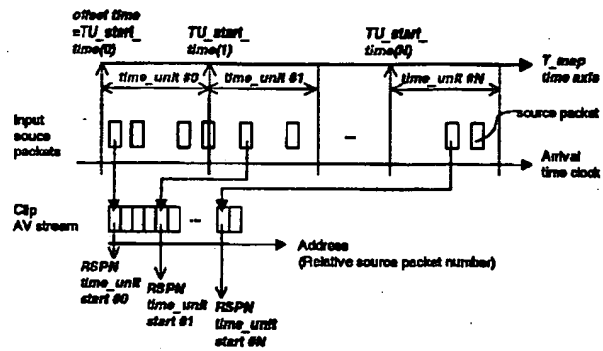 offset time
=TU_start_
time(0)
TU_start_
time(1)
TU_start_
time(N)
T_map
time axis
time_unit #0
time_unit #1
time_unit #N
Input
souce
packets
source packet
...
Arrival
time clock
Clip
AV stream
...
Address
(Relative source packet number)
RSPN
time_unit
start #0
RSPN
time_unit
start #1
RSPN
time_unit
start #N